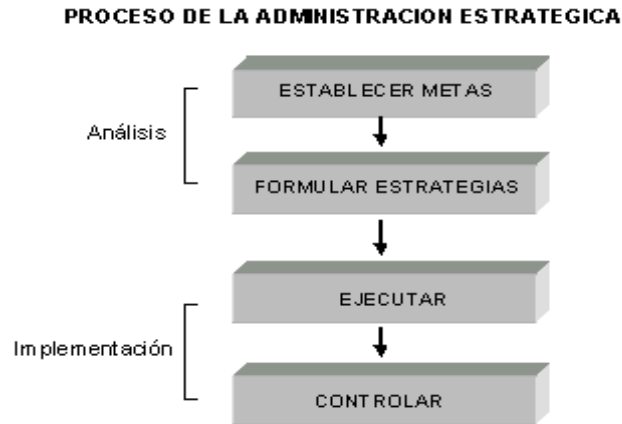 PROCESO DE LA ADMINISTRACION ESTRATEGICA
ESTABLECER METAS
Análisis
FORMULAR ESTRATEGIAS
EJECUTAR
Implementación
CONTROLAR